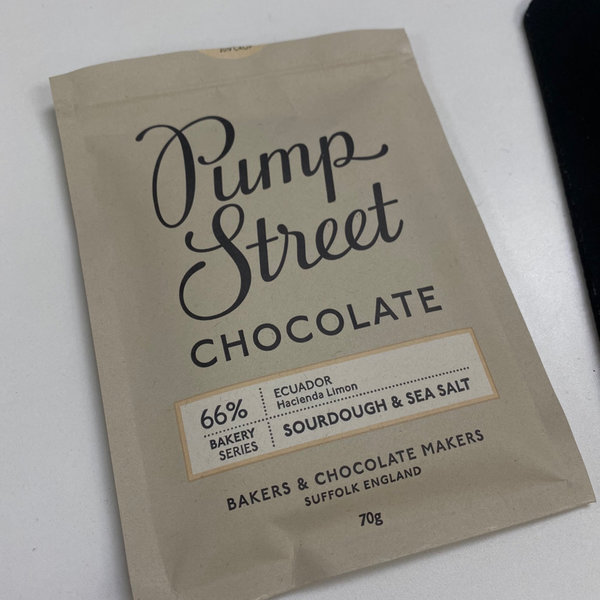 Pump
Street
CHOCOLATE
66%
ECUADOR
Hacienda Limon
BAKERY
SERIES
SOURDOUGH & SEA SALT
BAKERS & CHOCOLATE MAKERS
SUFFOLK ENGLAND
70g